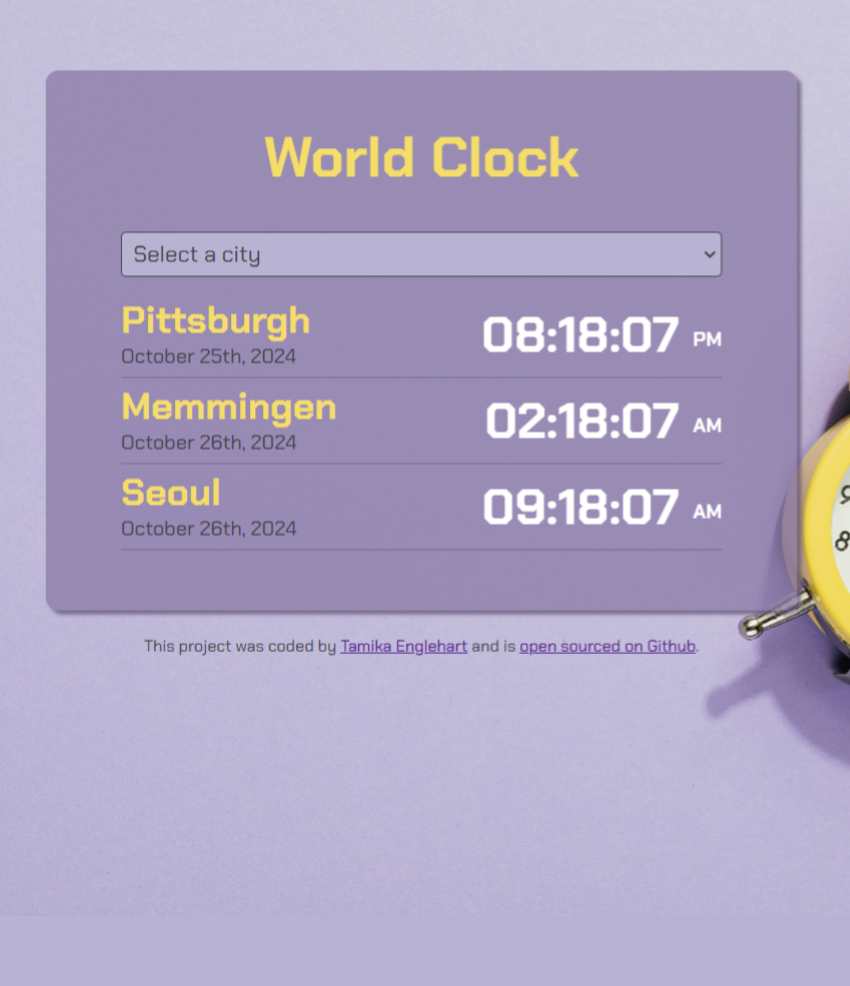 World Clock
Select a city
Pittsburgh
October 25th, 2024
08:18:07 PM
Memmingen
October 26th, 2024
02:18:07 AM
Seoul
October 26th, 2024
09:18:07 AM
9
8
This project was coded by Tamika Englehart and is open sourced on Github.